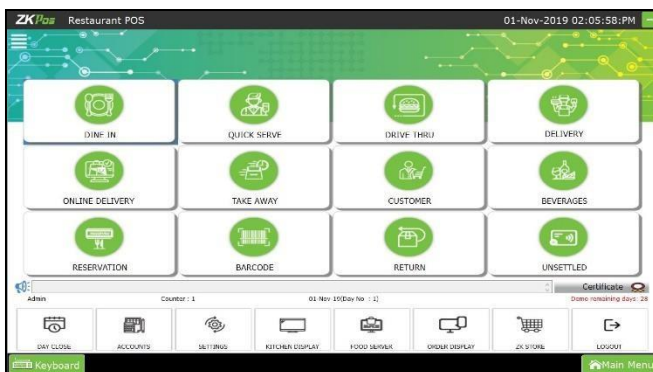 ZKPos Restaurant POS 01-Nov-2019 02:05:58:PM
DINE IN QUICK SERVE DRIVE THRU DELIVERY
ONLINE DELIVERY TAKE AWAY CUSTOMER BEVERAGES
RESERVATION BARCODE RETURN UNSETTLED
Certificate
Admin Counter : 1 01-Nov-19(Day No : 1) Demo remaining days: 28
DAY CLOSE ACCOUNTS SETTINGS KITCHEN DISPLAY FOOD SERVER ORDER DISPLAY ZK STORE LOGOUT
Keyboard Main Menu